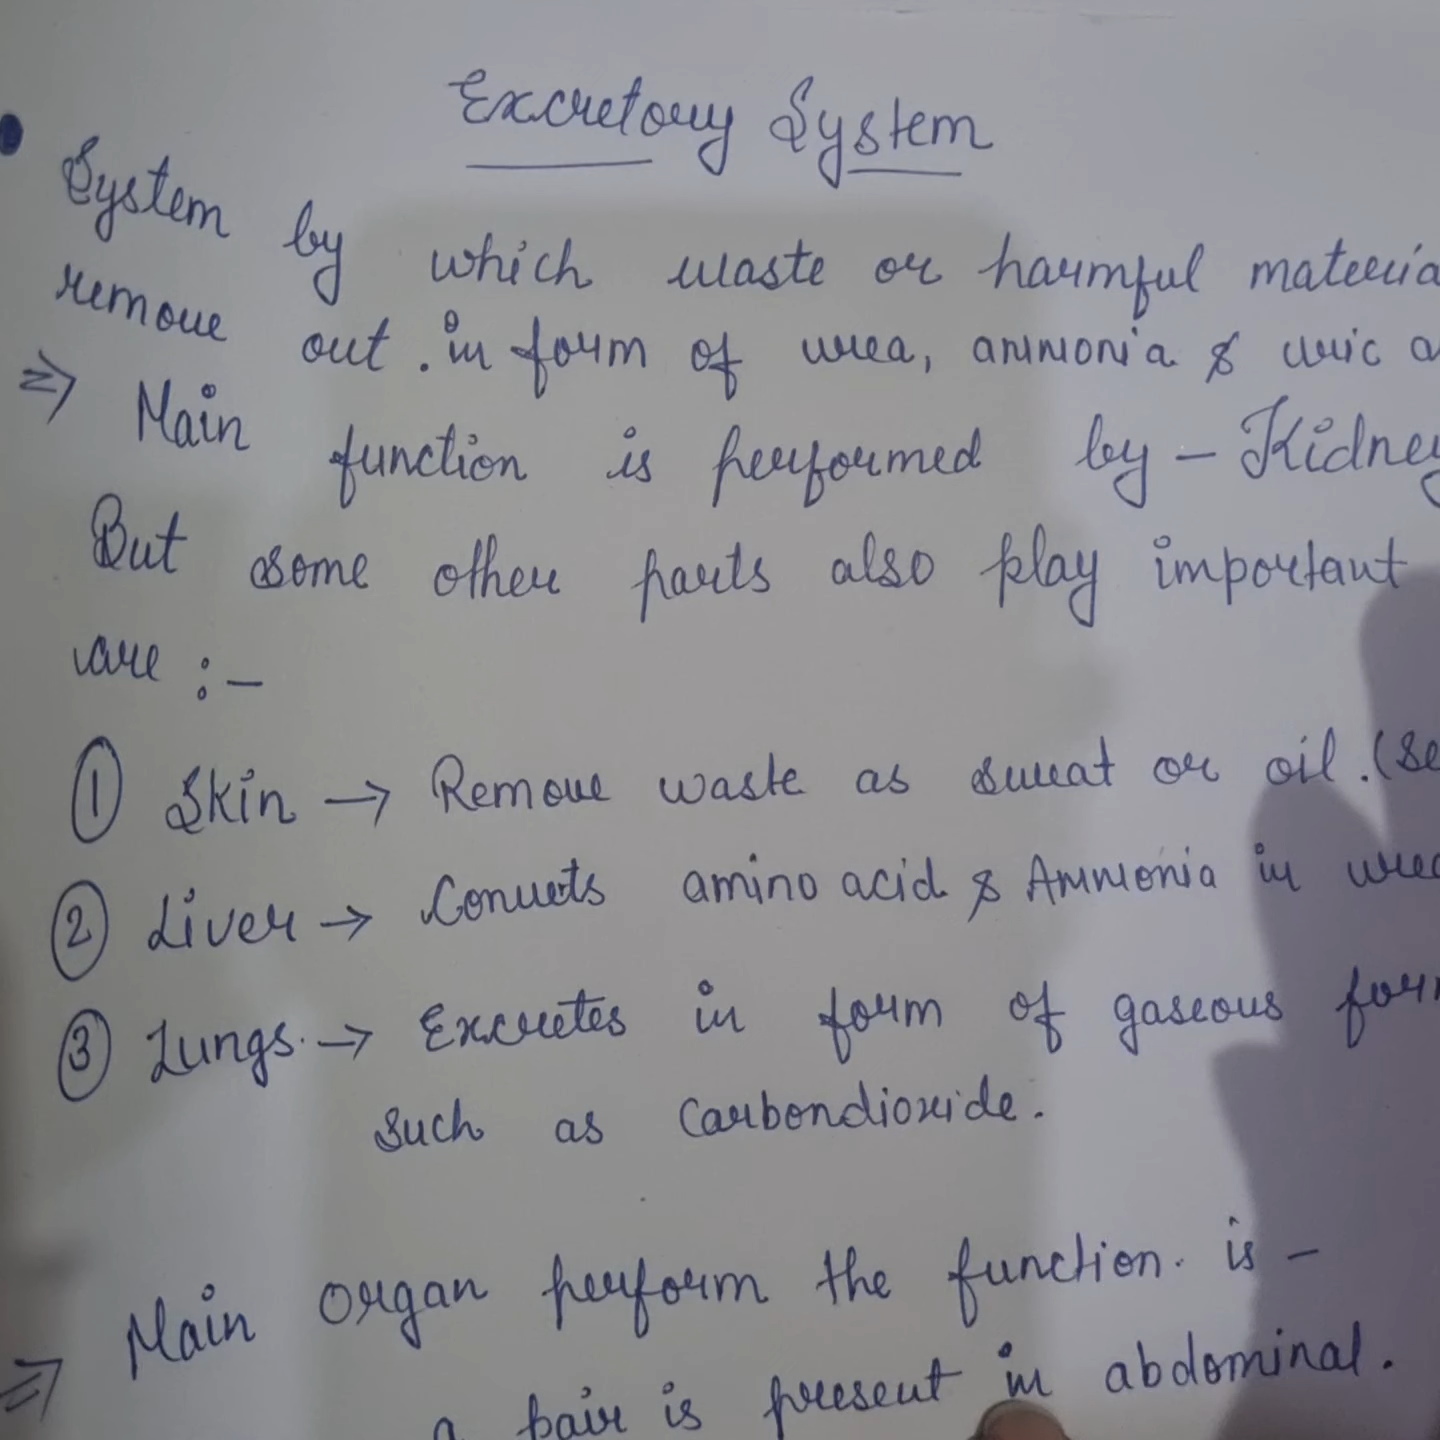 Excretory System
System by which waste or harmful materia
remove out. in form of urea, ammonia & uric a
⇒ Main function is performed by - Kidney
But some other parts also play important
are :-
① Skin → Remove waste as sweat or oil. (Se
② Liver → Converts amino acid & Ammonia in urea
③ Lungs. → Excretes in form of gaseous form
such as Carbondioxide.
⇒ Main organ perform the function. is -
a pair is present in abdominal.